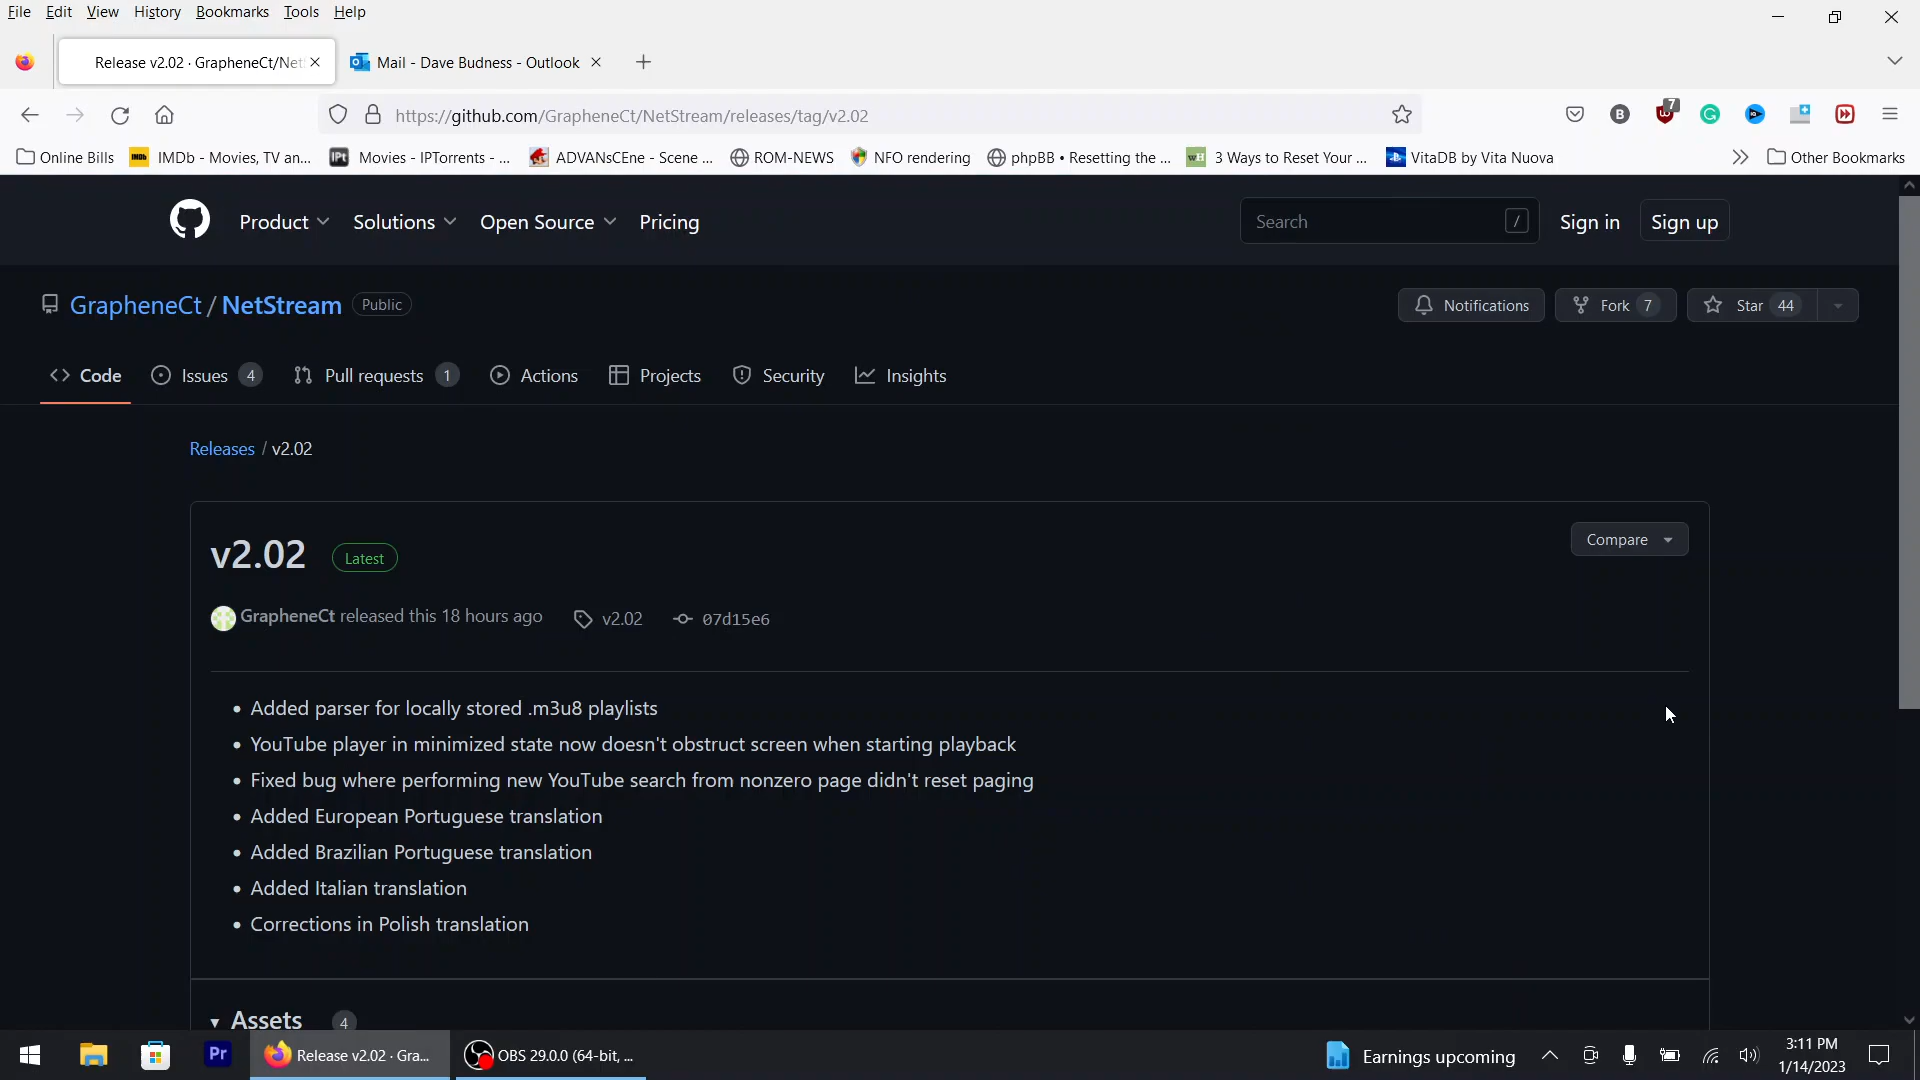 File Edit View History Bookmarks Tools Help
Release v2.02 · GrapheneCt/Net
Mail - Dave Budness - Outlook
https://github.com/GrapheneCt/NetStream/releases/tag/v2.02
7
Online Bills
IMDb - Movies, TV an...
Movies - IPTorrents - ...
ADVANsCEne - Scene ...
ROM-NEWS
NFO rendering
phpBB • Resetting the ...
3 Ways to Reset Your ...
VitaDB by Vita Nuova
Other Bookmarks
Product
Solutions
Open Source
Pricing
Search /
Sign in
Sign up
GrapheneCt / NetStream Public
Notifications
Fork 7
Star 44
Code
Issues 4
Pull requests 1
Actions
Projects
Security
Insights
Releases / v2.02
v2.02 Latest
Compare
GrapheneCt released this 18 hours ago v2.02 07d15e6
• Added parser for locally stored .m3u8 playlists
• YouTube player in minimized state now doesn't obstruct screen when starting playback
• Fixed bug where performing new YouTube search from nonzero page didn't reset paging
• Added European Portuguese translation
• Added Brazilian Portuguese translation
• Added Italian translation
• Corrections in Polish translation
Assets 4
Pr
Release v2.02 · Gra...
OBS 29.0.0 (64-bit, ...
Earnings upcoming
3:11 PM
1/14/2023